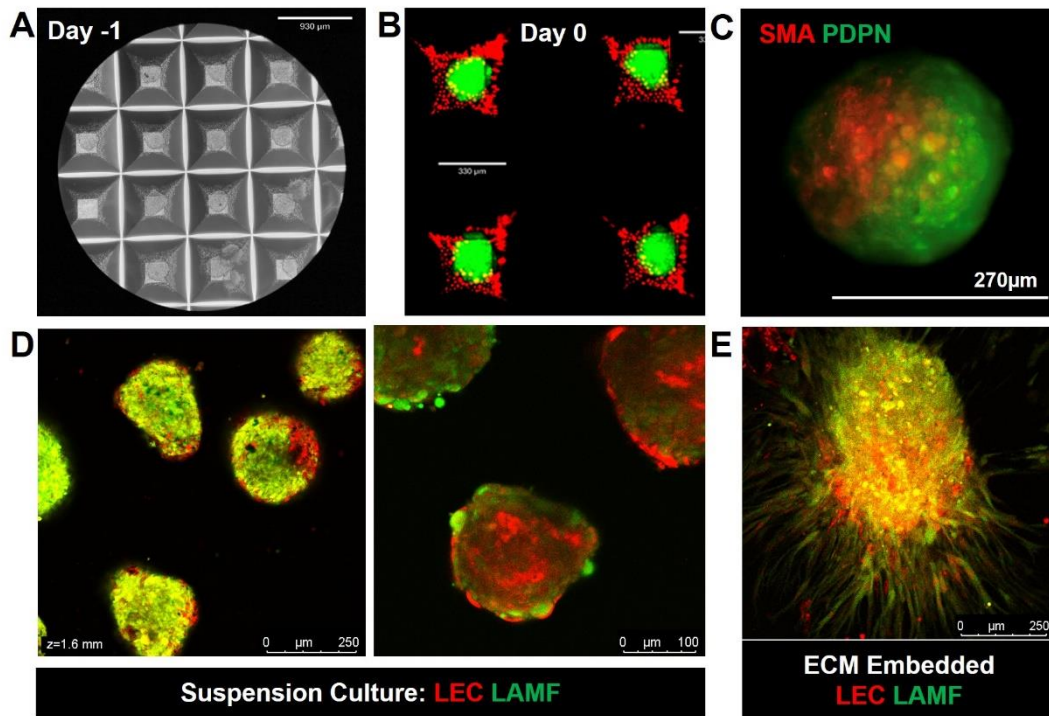 A
Day -1
930 µm
B
Day 0
330 µm
C
SMA PDPN
270µm
D
z=1.6 mm
0 µm 250
0 µm 100
E
0 µm 250
Suspension Culture: LEC LAMF
ECM Embedded
LEC LAMF